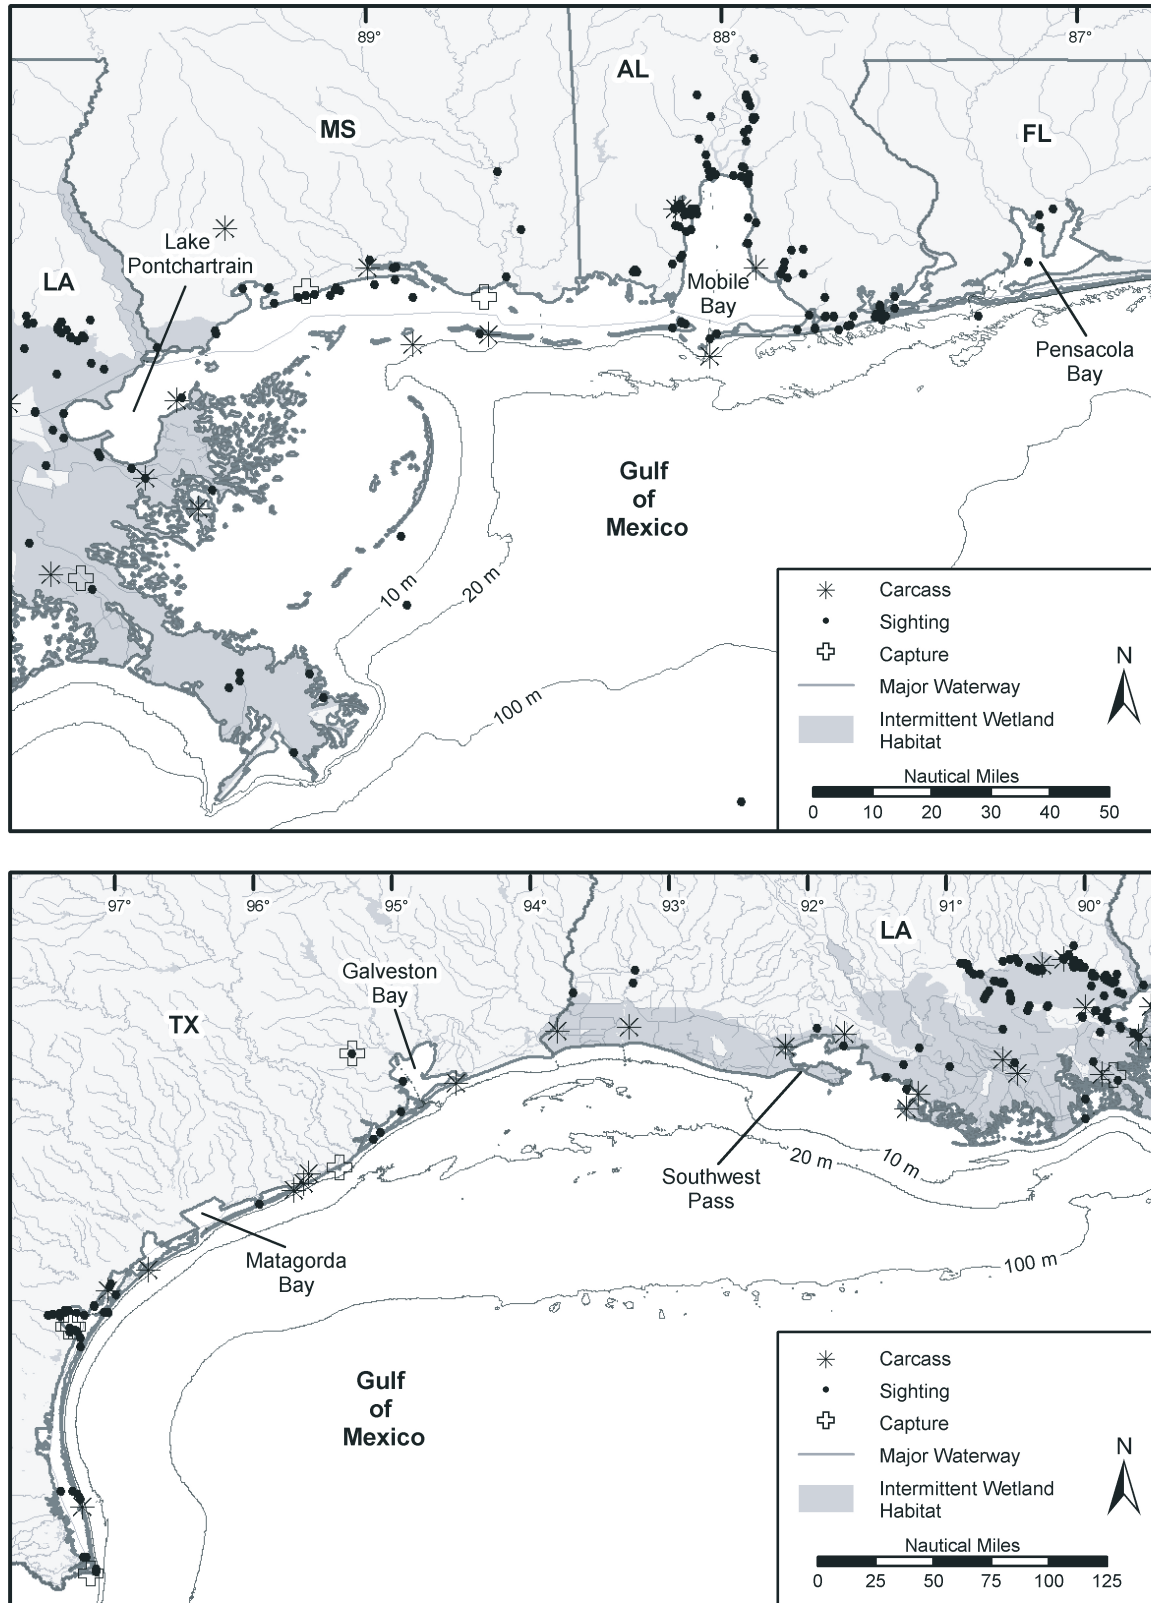 89°
88°
87°
AL
MS
FL
Lake
Pontchartrain
LA
Mobile
Bay
Pensacola
Bay
Gulf
of
Mexico
10 m
20 m
100 m
Carcass
Sighting
Capture
Major Waterway
Intermittent Wetland
Habitat
N
Nautical Miles
0 10 20 30 40 50
97°
96°
95°
94°
93°
92°
91°
90°
LA
Galveston
Bay
TX
Southwest
Pass
20 m
10 m
Matagorda
Bay
100 m
Gulf
of
Mexico
Carcass
Sighting
Capture
Major Waterway
Intermittent Wetland
Habitat
N
Nautical Miles
0 25 50 75 100 125